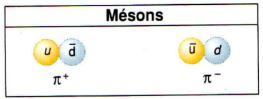 Mésons
u d̅ u̅ d
π⁺ π⁻